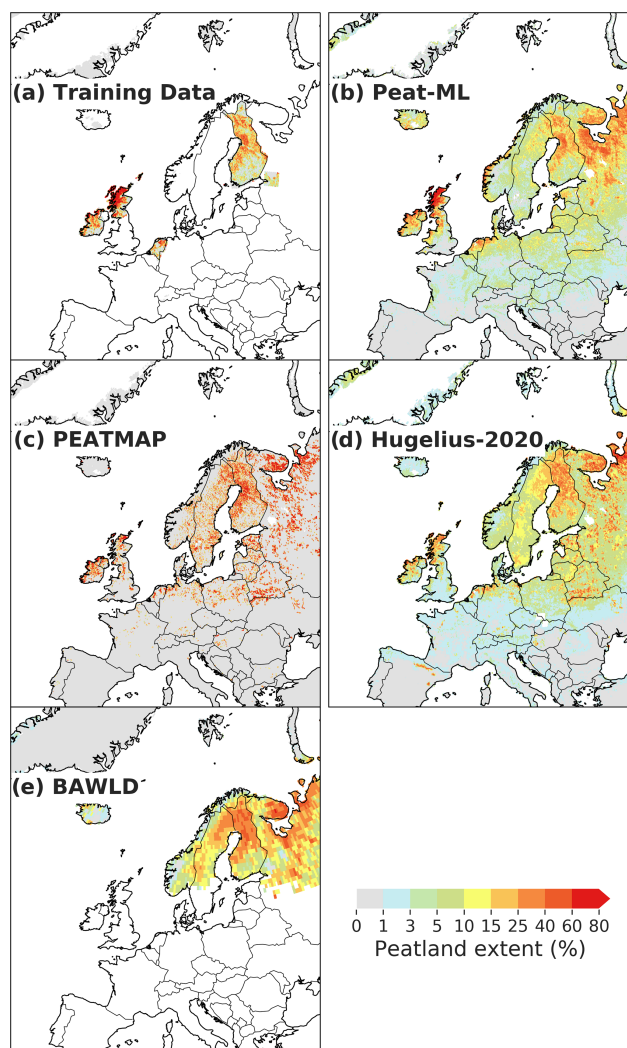 (a) Training Data
(b) Peat-ML
(c) PEATMAP
(d) Hugelius-2020
(e) BAWLD
0 1 3 5 10 15 25 40 60 80
Peatland extent (%)